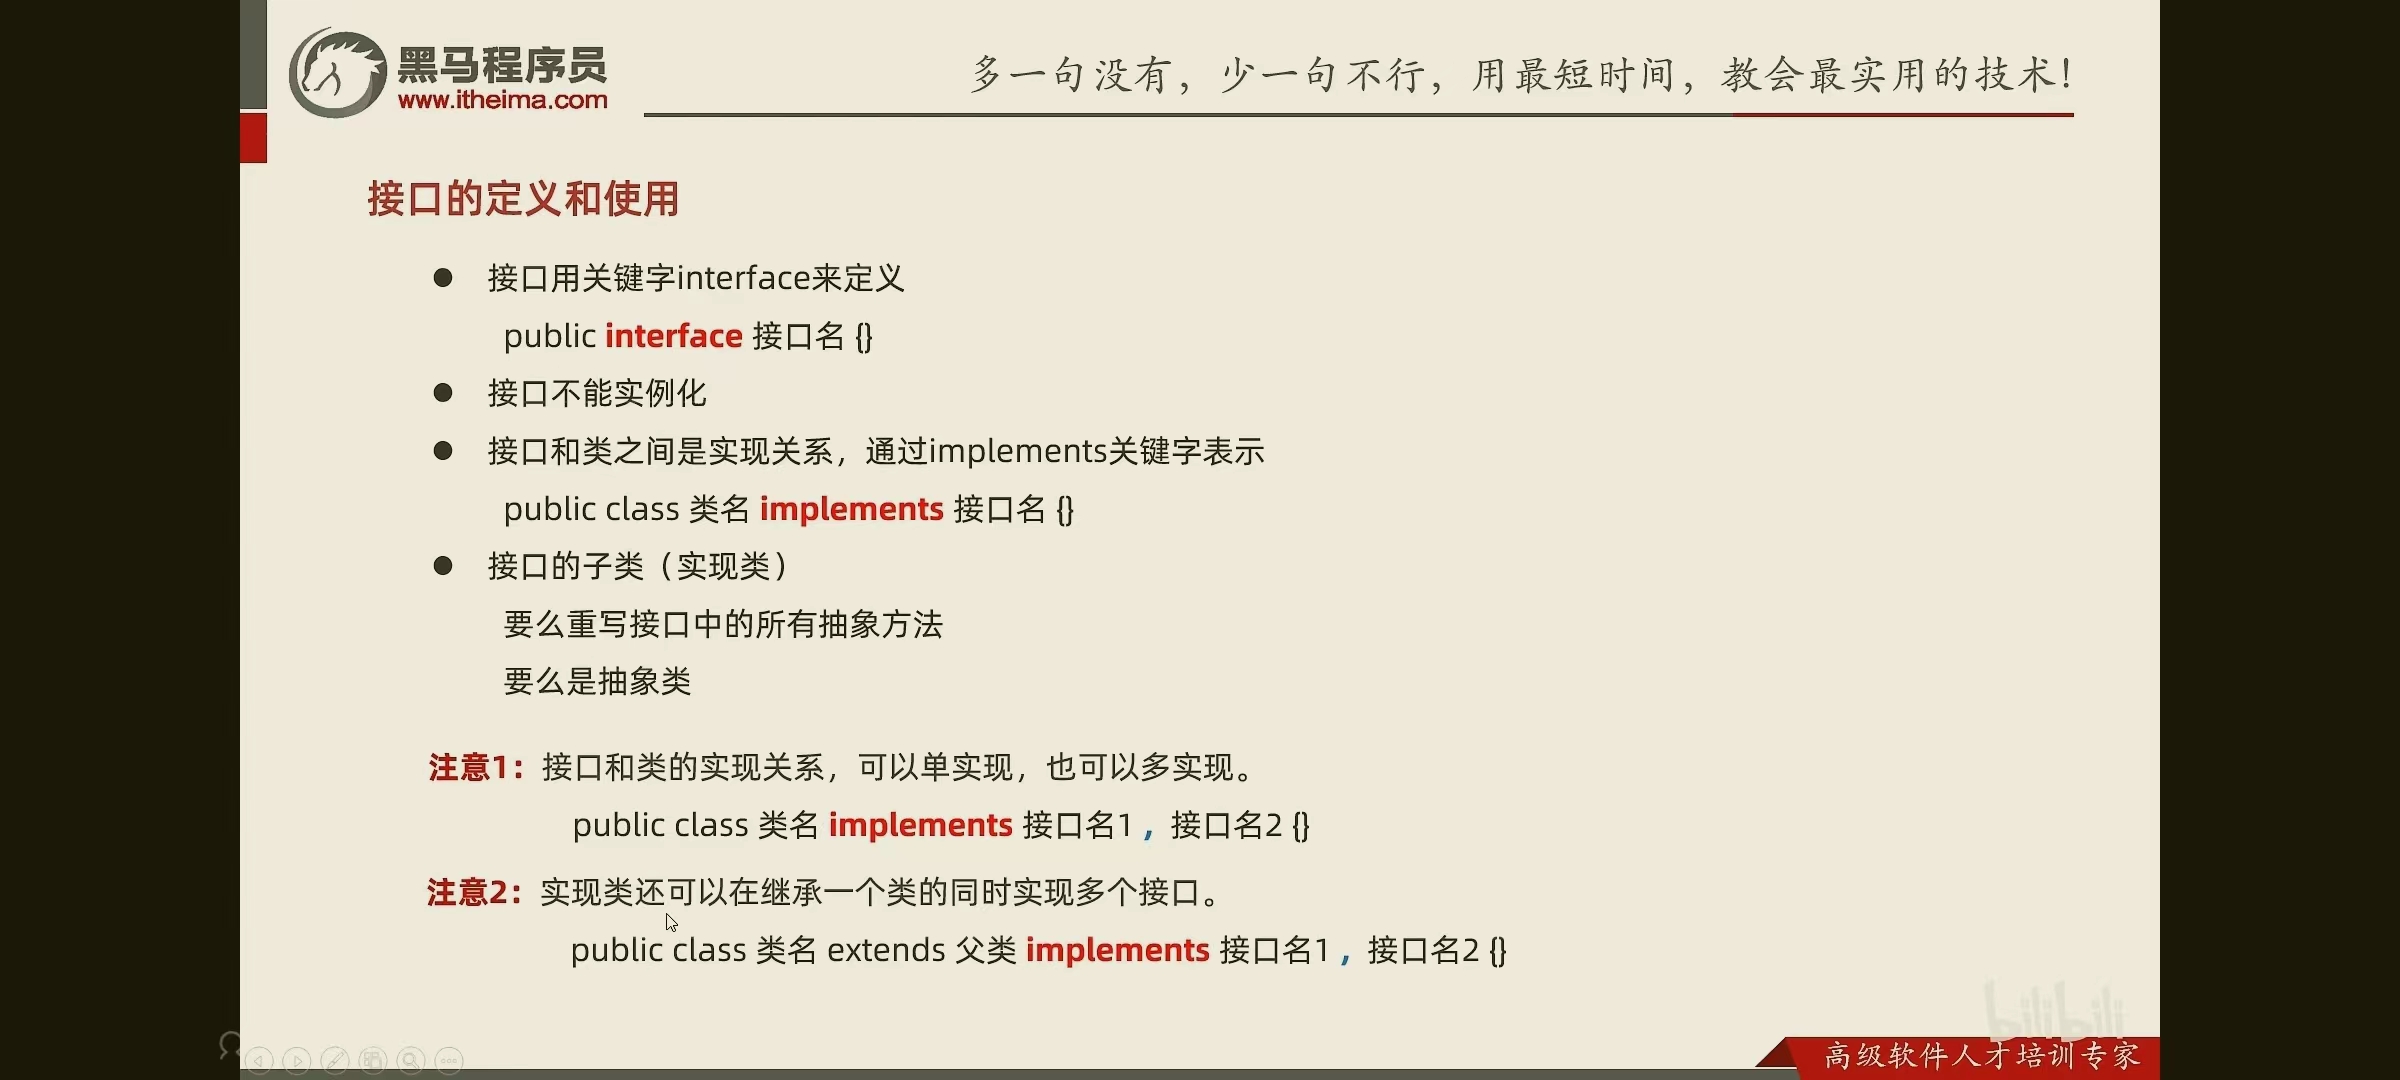 黑马程序员
www.itheima.com
多一句没有，少一句不行，用最短时间，教会最实用的技术！
接口的定义和使用
● 接口用关键字interface来定义
public interface 接口名 {}
● 接口不能实例化
● 接口和类之间是实现关系，通过implements关键字表示
public class 类名 implements 接口名 {}
● 接口的子类（实现类）
要么重写接口中的所有抽象方法
要么是抽象类
注意1：接口和类的实现关系，可以单实现，也可以多实现。
public class 类名 implements 接口名1 ，接口名2 {}
注意2：实现类还可以在继承一个类的同时实现多个接口。
public class 类名 extends 父类 implements 接口名1 ，接口名2 {}
bilibili
高级软件人才培训专家